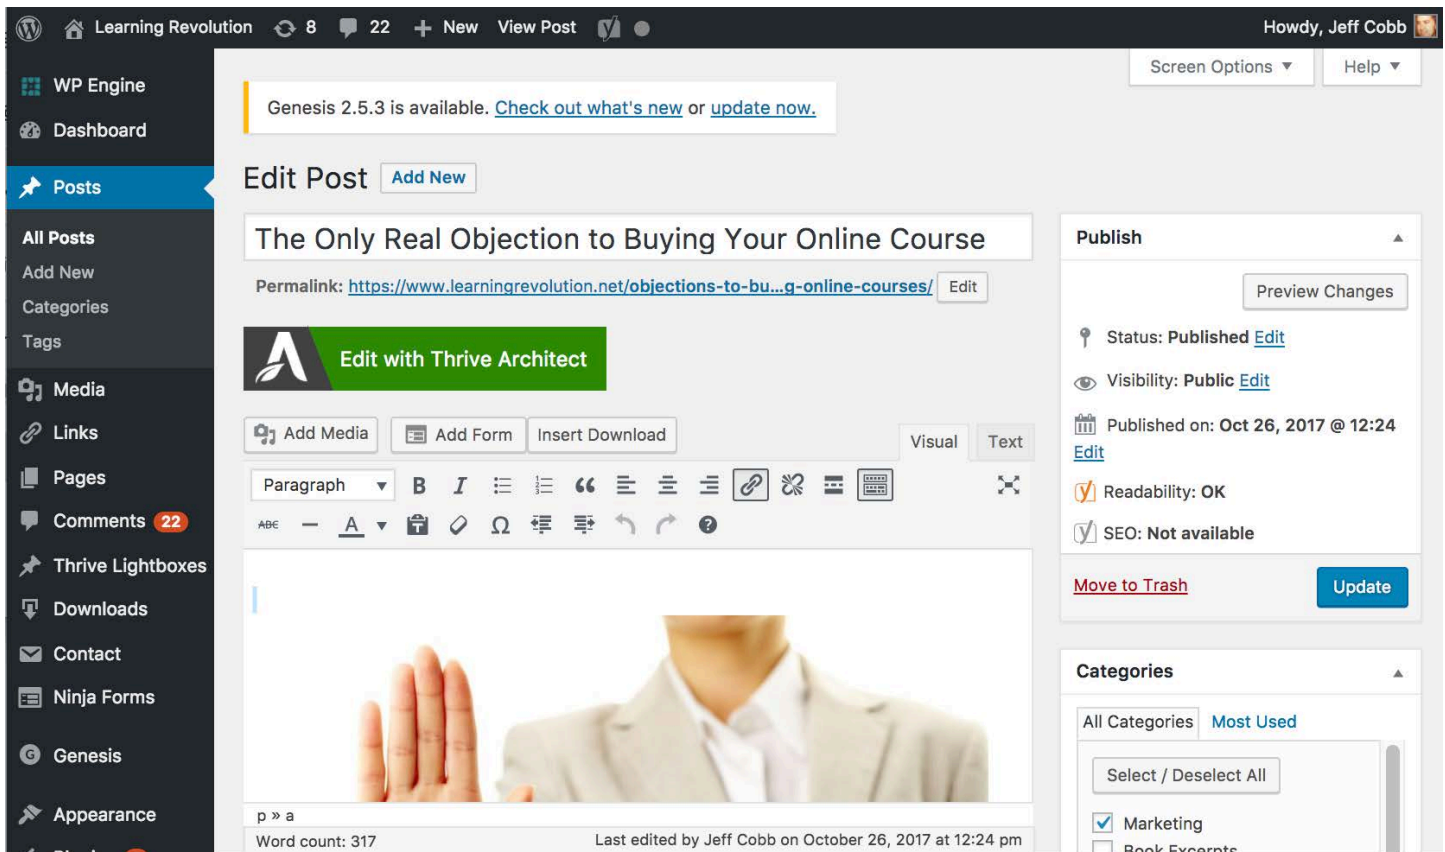 Learning Revolution 8 22 New View Post Howdy, Jeff Cobb
Screen Options ▼ Help ▼
WP Engine
Dashboard
Posts
All Posts
Add New
Categories
Tags
Media
Links
Pages
Comments 22
Thrive Lightboxes
Downloads
Contact
Ninja Forms
Genesis
Appearance
Genesis 2.5.3 is available. Check out what's new or update now.
Edit Post Add New
The Only Real Objection to Buying Your Online Course
Permalink: https://www.learningrevolution.net/objections-to-bu...g-online-courses/ Edit
Edit with Thrive Architect
Add Media Add Form Insert Download Visual Text
Paragraph ▼ B I
ABC A ▼
p » a
Word count: 317 Last edited by Jeff Cobb on October 26, 2017 at 12:24 pm
Publish
Preview Changes
Status: Published Edit
Visibility: Public Edit
Published on: Oct 26, 2017 @ 12:24
Edit
Readability: OK
SEO: Not available
Move to Trash Update
Categories
All Categories Most Used
Select / Deselect All
Marketing
Book Excerpts